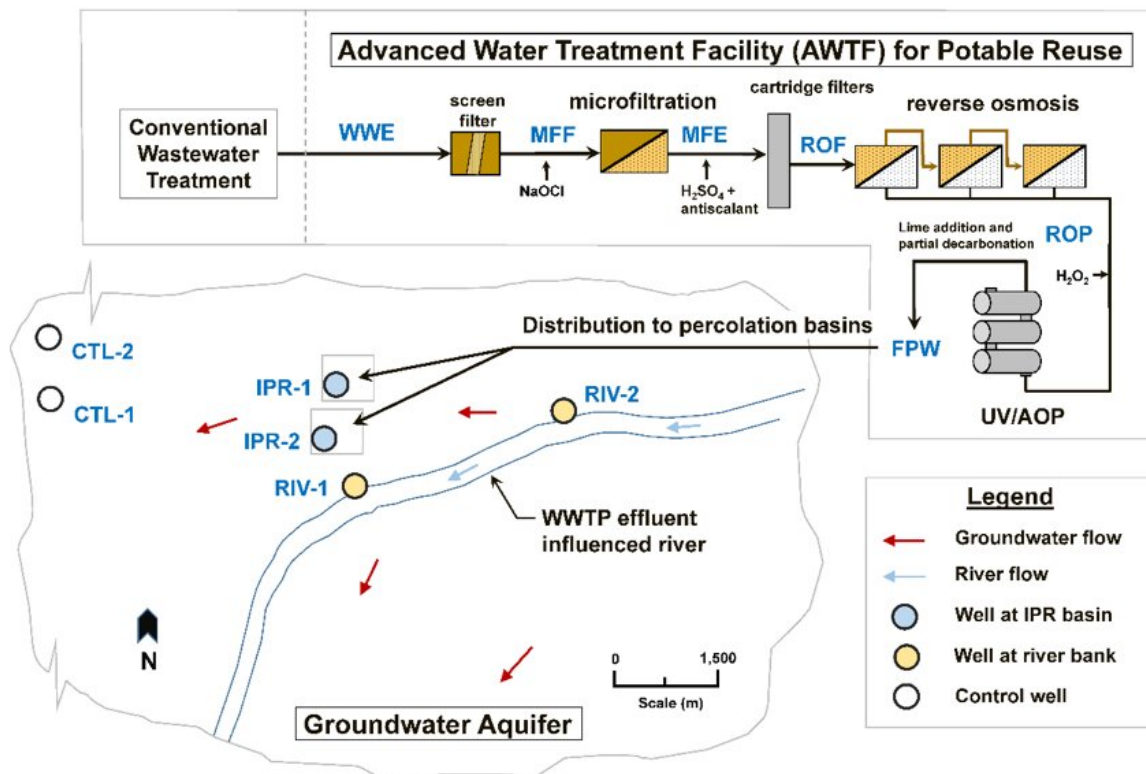 Advanced Water Treatment Facility (AWTF) for Potable Reuse
Conventional
Wastewater
Treatment
WWE
screen
filter
MFF
NaOCl
microfiltration
MFE
H₂SO₄ +
antiscalant
cartridge filters
ROF
reverse osmosis
Lime addition and
partial decarbonation
ROP
H₂O₂
FPW
UV/AOP
Distribution to percolation basins
CTL-2
CTL-1
IPR-1
IPR-2
RIV-2
RIV-1
WWTP effluent
influenced river
N
0
1,500
Scale (m)
Groundwater Aquifer
Legend
Groundwater flow
River flow
Well at IPR basin
Well at river bank
Control well